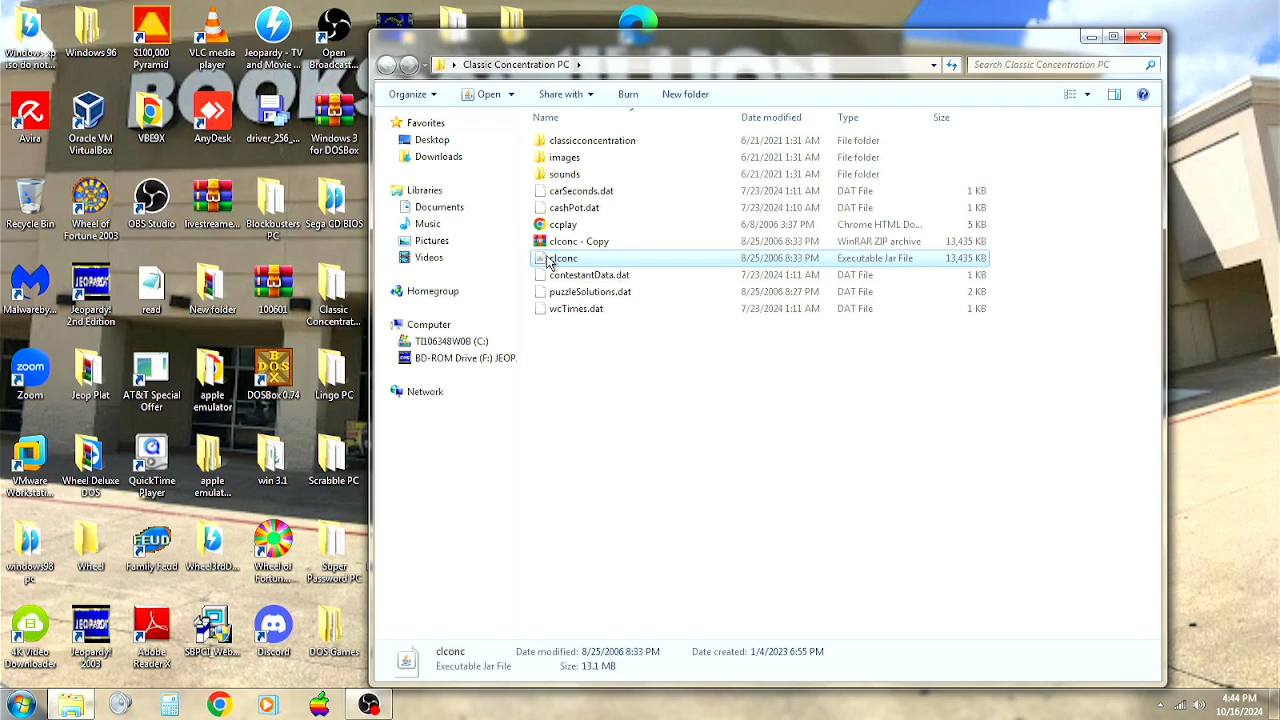 Windows xp
iso do not...
Windows 96
$100,000
Pyramid
VLC media
player
Jeopardy - TV
and Movie ...
Open
Broadcast...
Avira
Oracle VM
VirtualBox
VBE9X
AnyDesk
driver_256_...
Windows 3
for DOSBox
Recycle Bin
Wheel of
Fortune 2003
OBS Studio
livestreame...
Blockbusters
PC
Sega CD BIOS
Malwareby...
Jeopardy!
2nd Edition
read
New folder
100601
Classic
Concentrat...
Zoom
Jeop Plat
AT&T Special
Offer
apple
emulator
DOSBox 0.74
Lingo PC
VMware
Workstati...
Wheel Deluxe
DOS
QuickTime
Player
apple
emulat...
win 3.1
Scrabble PC
windows98
pc
Wheel
Family Feud
Wheel3rdD...
Wheel of
Fortun...
Super
Password PC
4K Video
Downloader
Jeopardy!
2003
Adobe
Reader X
SBPCI_Web...
Discord
DOS Games
BOOKS
Classic Concentration PC
Search Classic Concentration PC
Organize
Open
Share with
Burn
New folder
Favorites
Desktop
Downloads
Libraries
Documents
Music
Pictures
Videos
Homegroup
Computer
TI106348W0B (C:)
BD-ROM Drive (F:) JEOP.
Network
Name Date modified Type Size
classicconcentration 6/21/2021 1:31 AM File folder
images 6/21/2021 1:31 AM File folder
sounds 6/21/2021 1:31 AM File folder
carSeconds.dat 7/23/2024 1:11 AM DAT File 1 KB
cashPot.dat 7/23/2024 1:10 AM DAT File 1 KB
ccplay 6/8/2006 3:37 PM Chrome HTML Do... 5 KB
clconc - Copy 8/25/2006 8:33 PM WinRAR ZIP archive 13,435 KB
clconc 8/25/2006 8:33 PM Executable Jar File 13,435 KB
contestantData.dat 7/23/2024 1:11 AM DAT File 1 KB
puzzleSolutions.dat 8/25/2006 8:27 PM DAT File 2 KB
wcTimes.dat 7/23/2024 1:11 AM DAT File 1 KB
clconc Date modified: 8/25/2006 8:33 PM Date created: 1/4/2023 6:55 PM
Executable Jar File Size: 13.1 MB
4:44 PM
10/16/2024